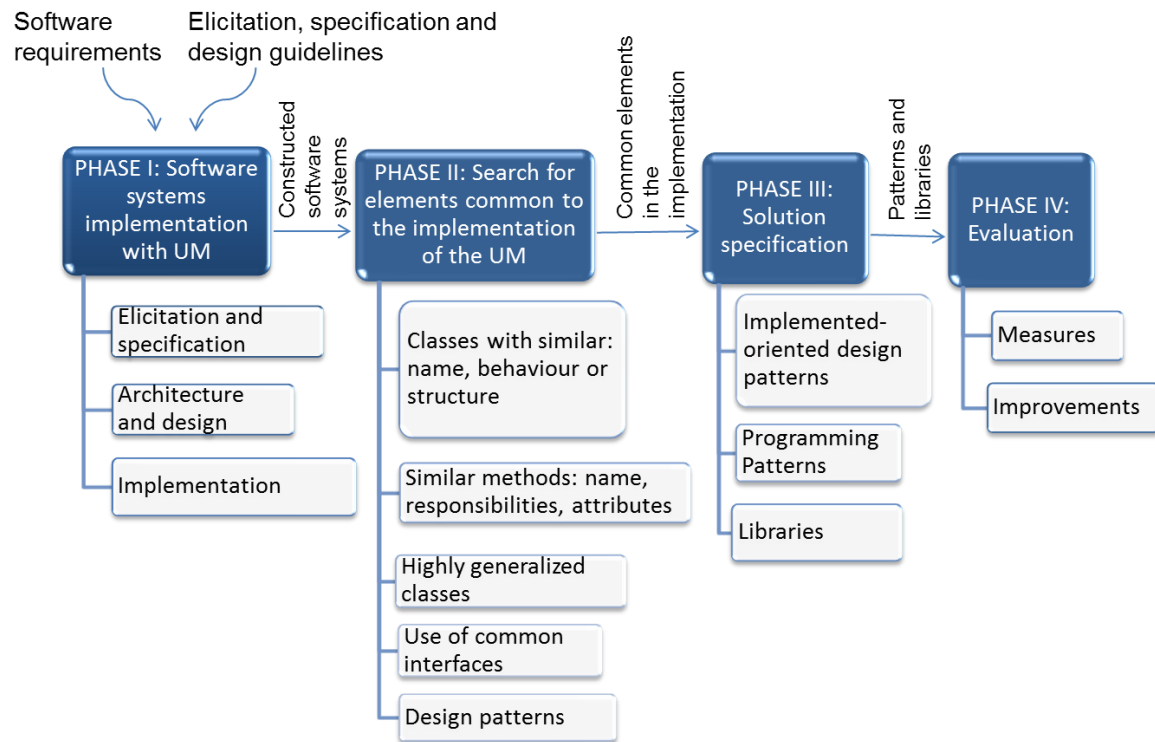 Software
requirements
Elicitation, specification and
design guidelines
PHASE I: Software
systems
implementation
with UM
Constructed
software
systems
PHASE II: Search for
elements common to
the implementation
of the UM
Common elements
in the
implementation
PHASE III:
Solution
specification
Patterns and
libraries
PHASE IV:
Evaluation
Elicitation and
specification
Architecture
and design
Implementation
Classes with similar:
name, behaviour or
structure
Similar methods: name,
responsibilities, attributes
Highly generalized
classes
Use of common
interfaces
Design patterns
Implemented-
oriented design
patterns
Programming
Patterns
Libraries
Measures
Improvements